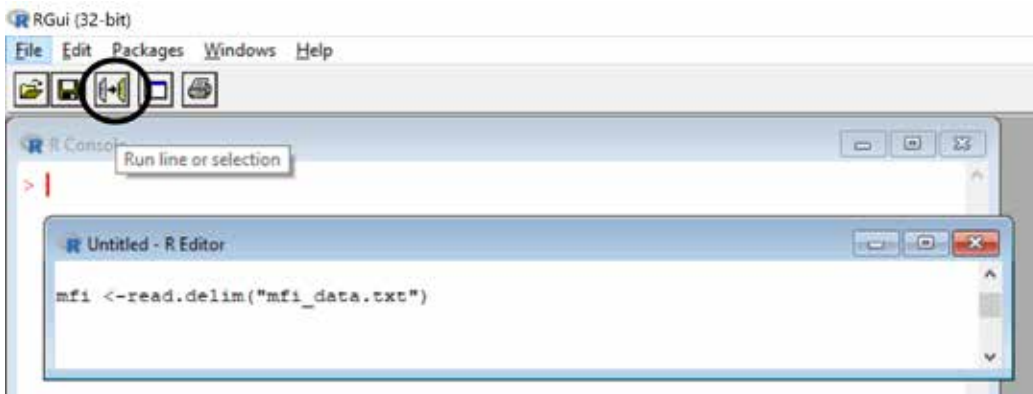 RGui (32-bit)
File Edit Packages Windows Help
R Console
Run line or selection
>
Untitled - R Editor
mfi <-read.delim("mfi_data.txt")